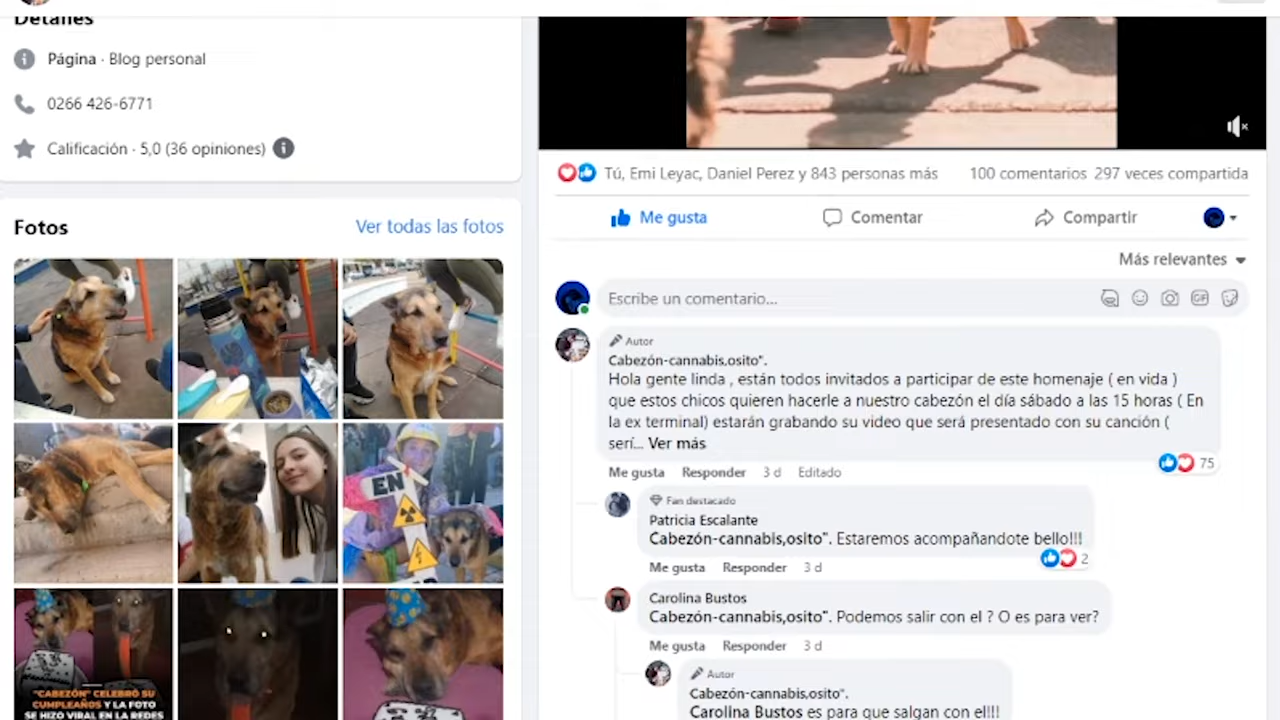 Detalles
Página · Blog personal
0266 426-6771
Calificación · 5,0 (36 opiniones)
Fotos
Ver todas las fotos
EN
"CABEZÓN" CELEBRÓ SU
CUMPLEAÑOS Y LA FOTO
SE HIZO VIRAL EN LA REDES
Tú, Emi Leyac, Daniel Perez y 843 personas más
100 comentarios 297 veces compartida
Me gusta
Comentar
Compartir
Más relevantes
Escribe un comentario...
GIF
Autor
Cabezón-cannabis,osito".
Hola gente linda , están todos invitados a participar de este homenaje ( en vida )
que estos chicos quieren hacerle a nuestro cabezón el día sábado a las 15 horas ( En
la ex terminal) estarán grabando su video que será presentado con su canción (
serí... Ver más
75
Me gusta Responder 3 d Editado
Fan destacado
Patricia Escalante
Cabezón-cannabis,osito". Estaremos acompañandote bello!!!
2
Me gusta Responder 3 d
Carolina Bustos
Cabezón-cannabis,osito". Podemos salir con el ? O es para ver?
Me gusta Responder 3 d
Autor
Cabezón-cannabis,osito".
Carolina Bustos es para que salgan con el!!!